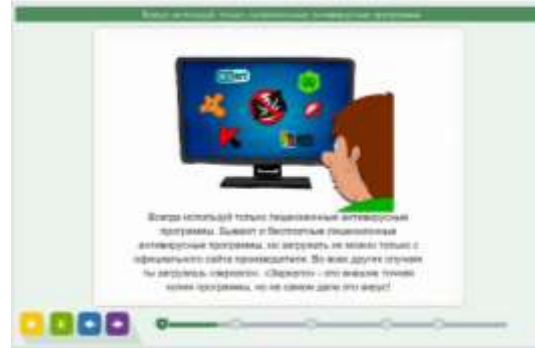 Всегда используй только лицензионные антивирусные программы
eset
Всегда используй только лицензионные антивирусные
программы. Бывают и бесплатные лицензионные
антивирусные программы, но загружать их можно только с
официального сайта производителя. Во всех других случаях
ты загрузишь «зеркало». «Зеркало» - это внешне точная
копия программы, но на самом деле это вирус!